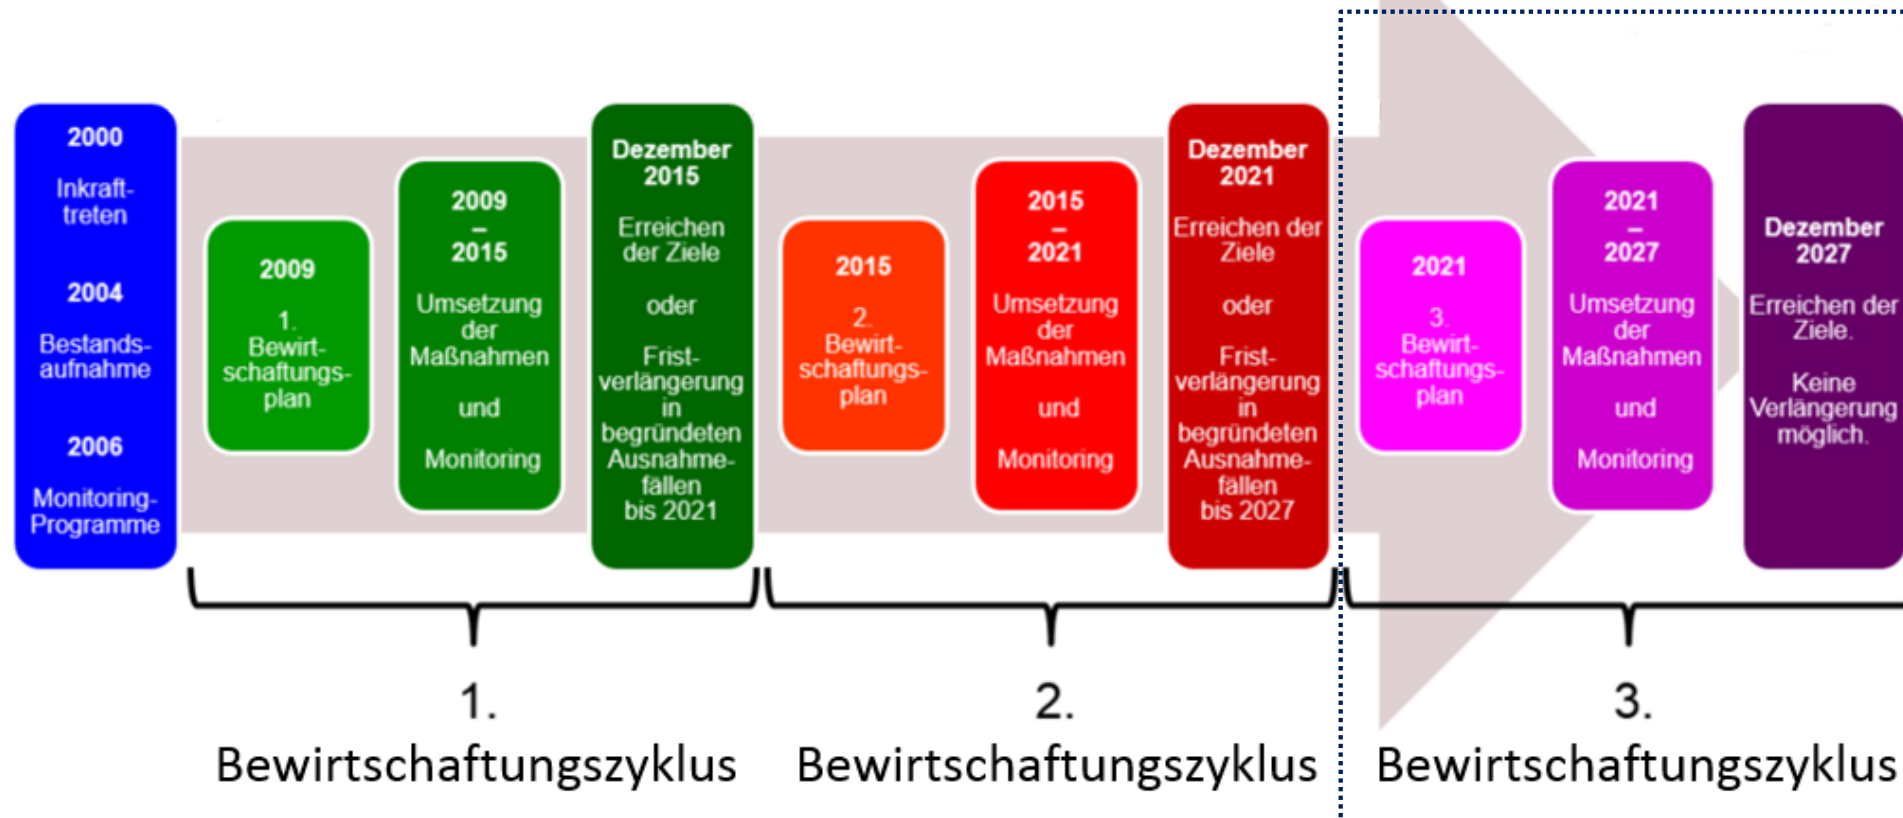 2000
Inkraft-
treten
2004
Bestands-
aufnahme
2006
Monitoring-
Programme
2009
1.
Bewirt-
schaftungs-
plan
2009
–
2015
Umsetzung
der
Maßnahmen
und
Monitoring
Dezember
2015
Erreichen
der Ziele
oder
Frist-
verlängerung
in
begründeten
Ausnahme-
fällen
bis 2021
2015
2.
Bewirt-
schaftungs-
plan
2015
–
2021
Umsetzung
der
Maßnahmen
und
Monitoring
Dezember
2021
Erreichen der
Ziele
oder
Frist-
verlängerung
in
begründeten
Ausnahme-
fällen
bis 2027
2021
3.
Bewirt-
schaftungs-
plan
2021
–
2027
Umsetzung
der
Maßnahmen
und
Monitoring
Dezember
2027
Erreichen der
Ziele.
Keine
Verlängerung
möglich.
1.
Bewirtschaftungszyklus
2.
Bewirtschaftungszyklus
3.
Bewirtschaftungszyklus